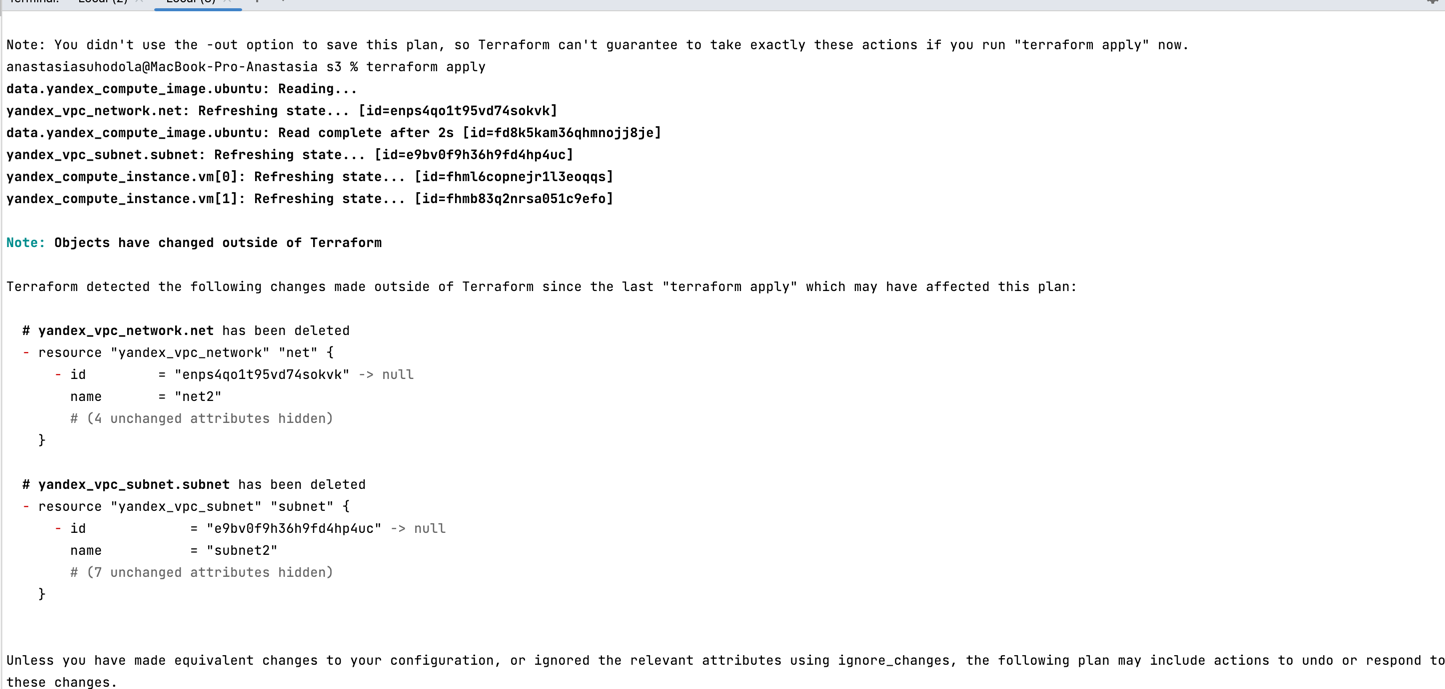 Terminal: Local (2) × Local (3) ×
Note: You didn't use the -out option to save this plan, so Terraform can't guarantee to take exactly these actions if you run "terraform apply" now.
anastasiasuhodola@MacBook-Pro-Anastasia s3 % terraform apply
data.yandex_compute_image.ubuntu: Reading...
yandex_vpc_network.net: Refreshing state... [id=enps4qo1t95vd74sokvk]
data.yandex_compute_image.ubuntu: Read complete after 2s [id=fd8k5kam36qhmnojj8je]
yandex_vpc_subnet.subnet: Refreshing state... [id=e9bv0f9h36h9fd4hp4uc]
yandex_compute_instance.vm[0]: Refreshing state... [id=fhml6copnejr1l3eoqqs]
yandex_compute_instance.vm[1]: Refreshing state... [id=fhmb83q2nrsa051c9efo]
Note: Objects have changed outside of Terraform
Terraform detected the following changes made outside of Terraform since the last "terraform apply" which may have affected this plan:
# yandex_vpc_network.net has been deleted
- resource "yandex_vpc_network" "net" {
- id = "enps4qo1t95vd74sokvk" -> null
name = "net2"
# (4 unchanged attributes hidden)
}
# yandex_vpc_subnet.subnet has been deleted
- resource "yandex_vpc_subnet" "subnet" {
- id = "e9bv0f9h36h9fd4hp4uc" -> null
name = "subnet2"
# (7 unchanged attributes hidden)
}
Unless you have made equivalent changes to your configuration, or ignored the relevant attributes using ignore_changes, the following plan may include actions to undo or respond to
these changes.